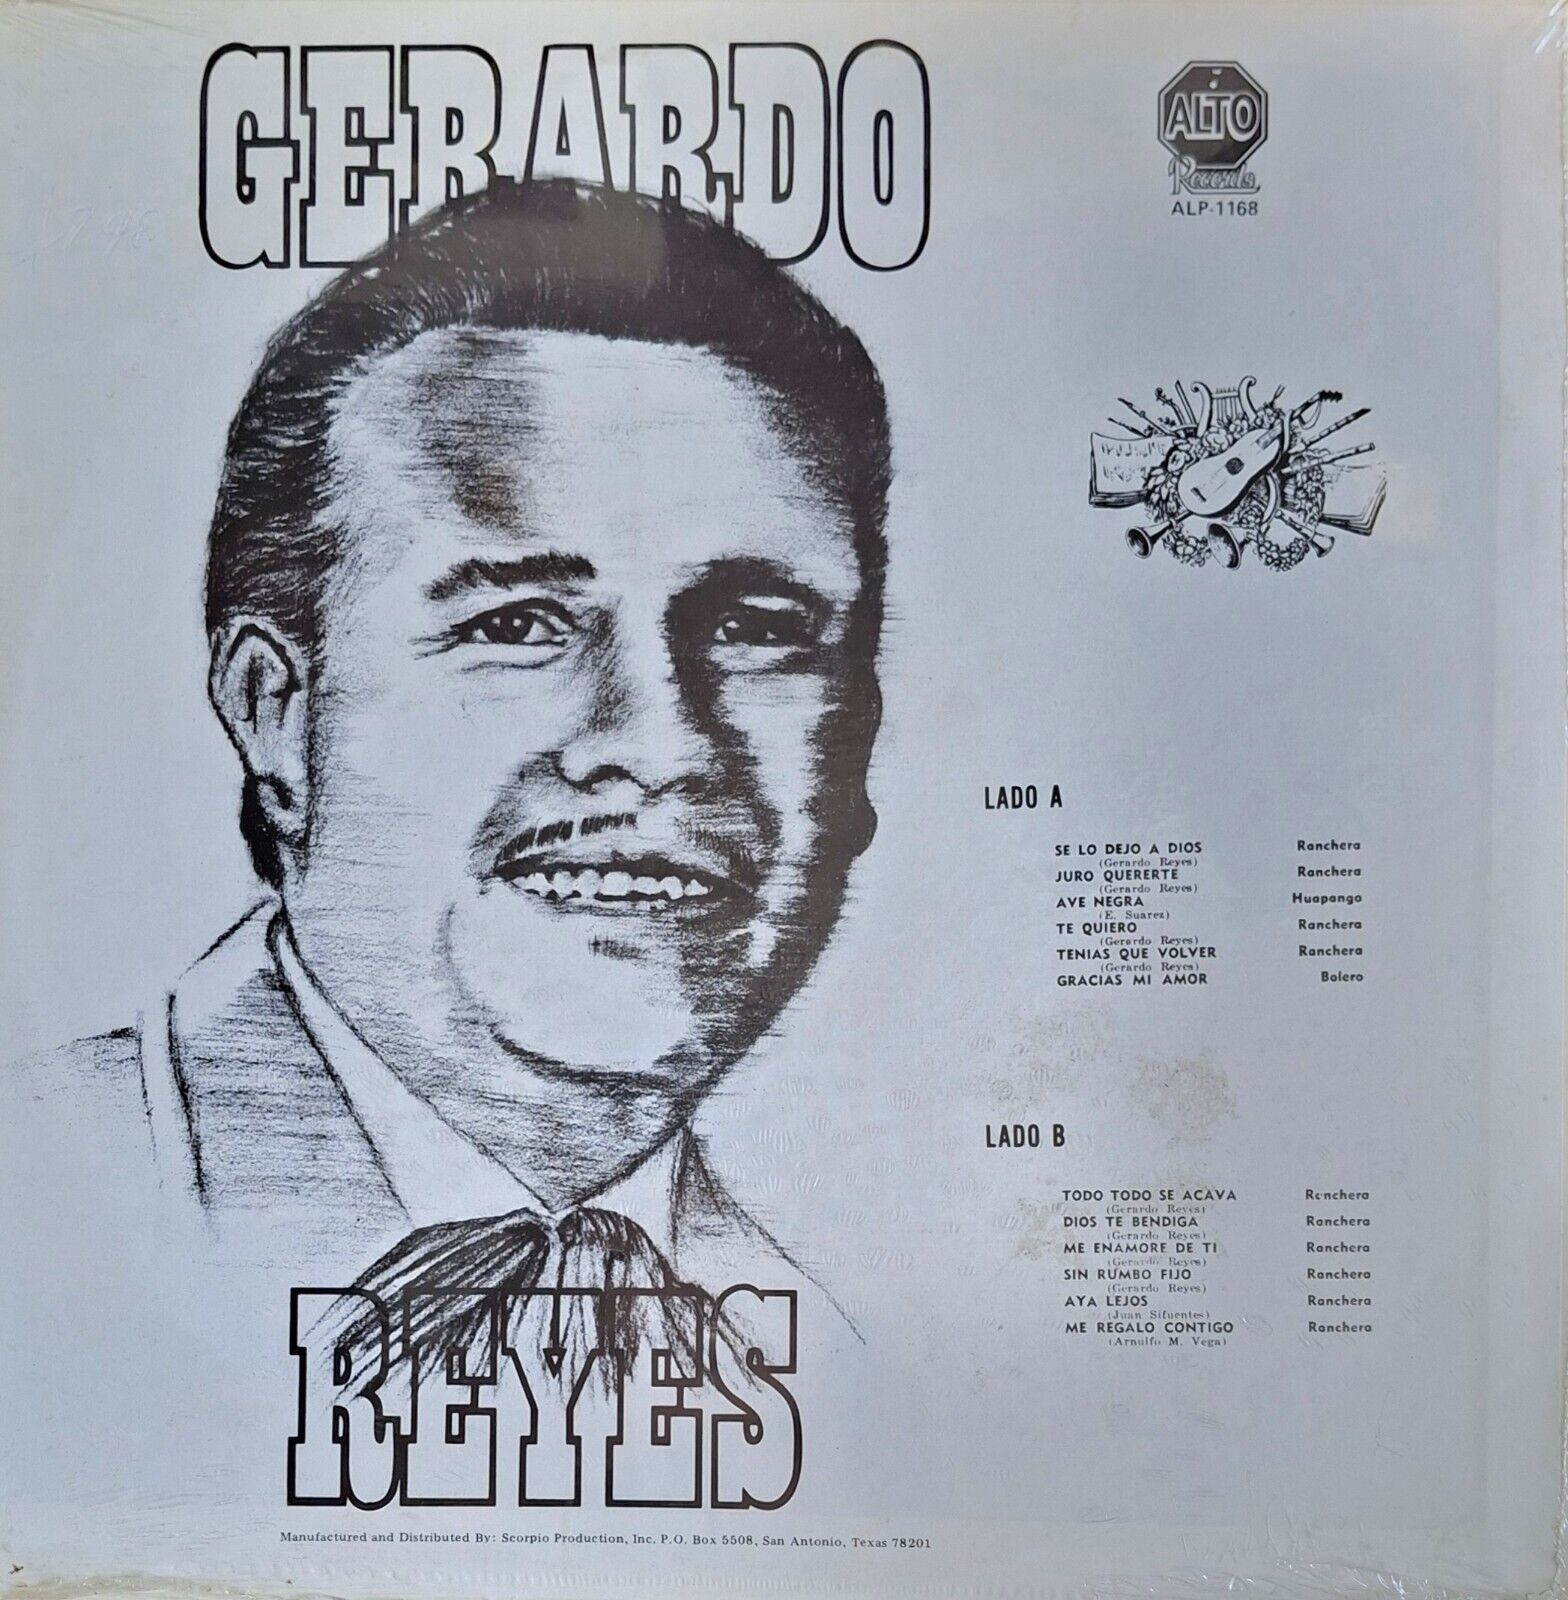 GERARDO
ALTO
Records
ALP-1168
LADO A
SE LO DEJO A DIOS Ranchera
(Gerardo Reyes)
JURO QUERERTE Ranchera
(Gerardo Reyes)
AVE NEGRA Huapango
(E. Suarez)
TE QUIERO Ranchera
(Gerardo Reyes)
TENIAS QUE VOLVER Ranchera
(Gerardo Reyes)
GRACIAS MI AMOR Bolero
LADO B
TODO TODO SE ACAVA Ranchera
(Gerardo Reyes)
DIOS TE BENDIGA Ranchera
(Gerardo Reyes)
ME ENAMORE DE TI Ranchera
(Gerardo Reyes)
SIN RUMBO FIJO Ranchera
(Gerardo Reyes)
AYA LEJOS Ranchera
(Juan Sifuentes)
ME REGALO CONTIGO Ranchera
(Arnulfo M. Vega)
REYES
Manufactured and Distributed By: Scorpio Production, Inc. P.O. Box 5508, San Antonio, Texas 78201